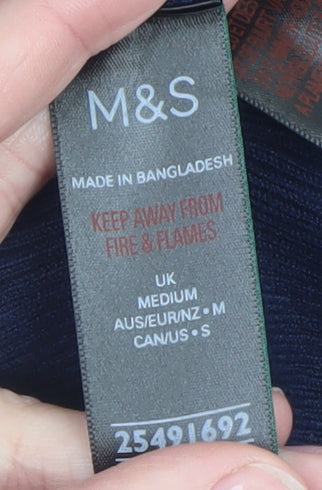 M&S
MADE IN BANGLADESH
KEEP AWAY FROM
FIRE & FLAMES
UK
MEDIUM
AUS/EUR/NZ • M
CAN/US • S
25491692